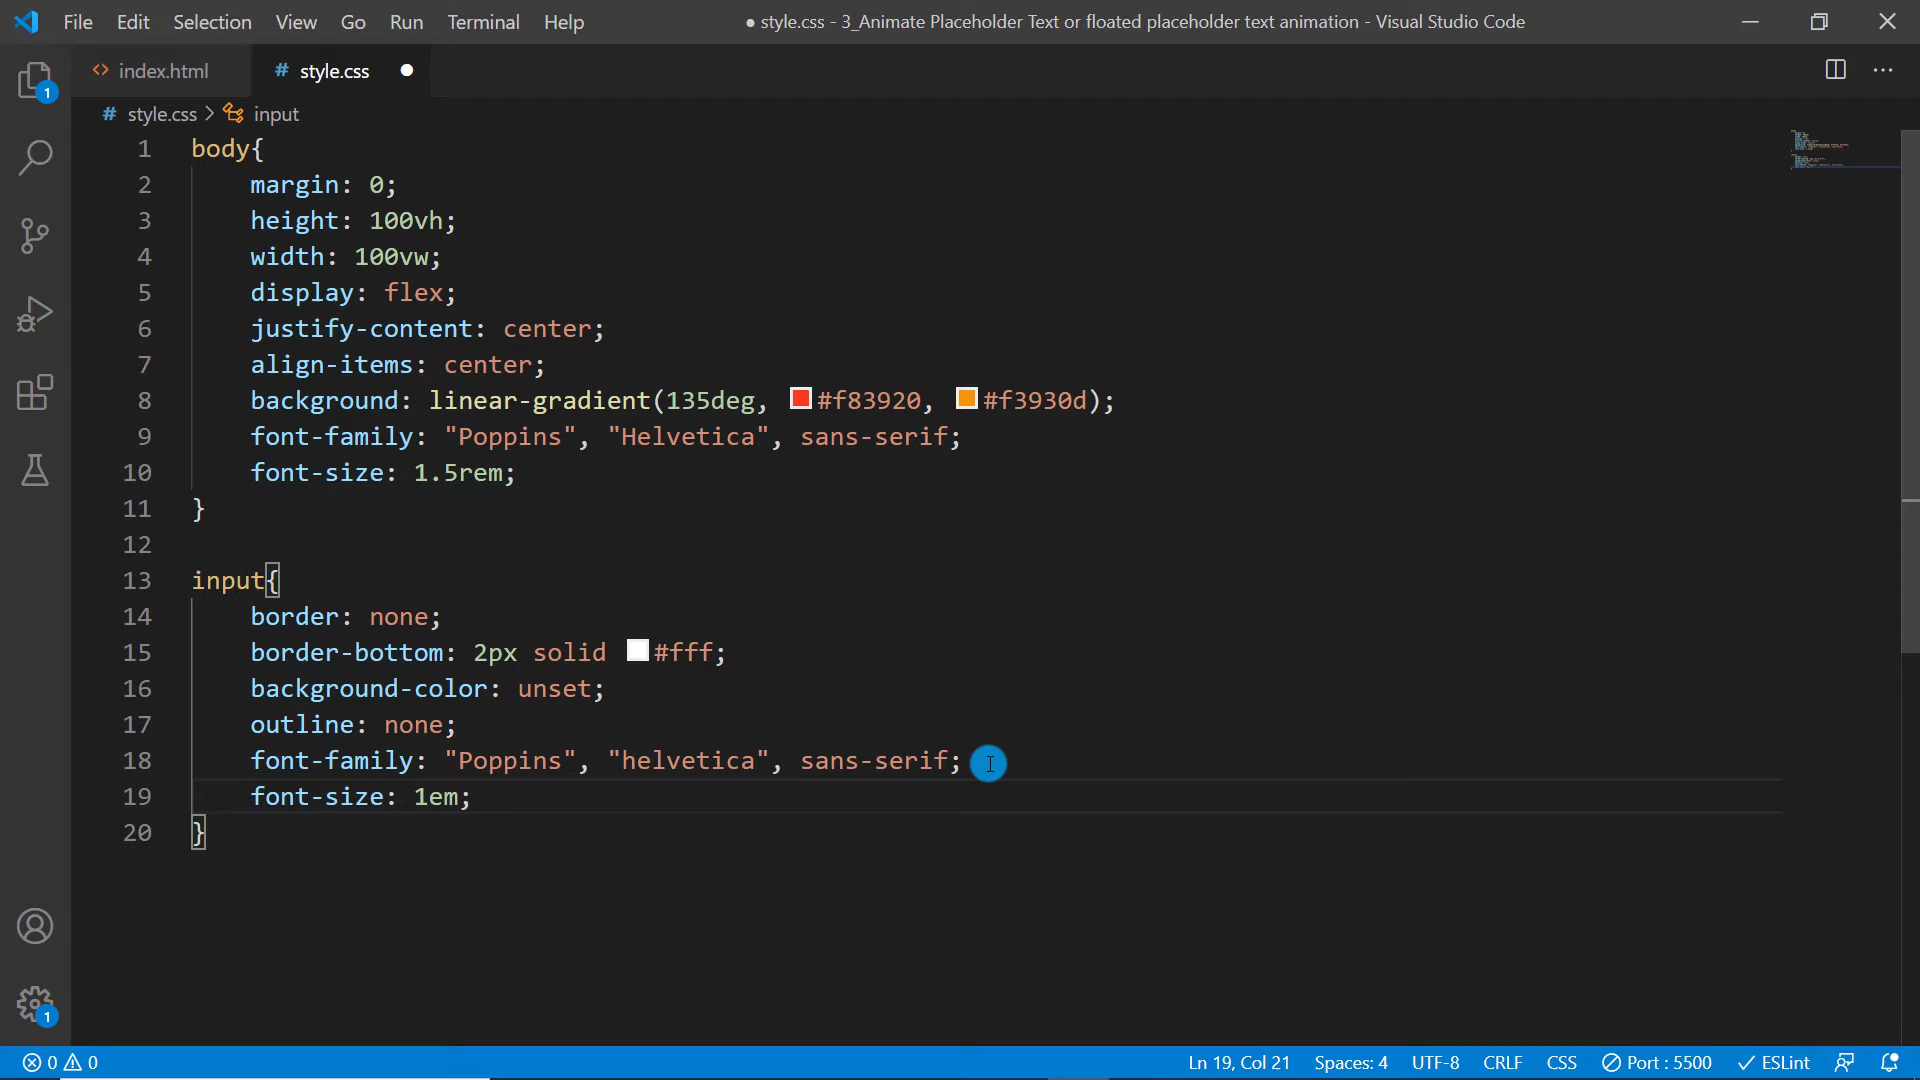 File Edit Selection View Go Run Terminal Help
● style.css - 3_Animate Placeholder Text or floated placeholder text animation - Visual Studio Code
index.html
# style.css
# style.css > input
1 body{
2 margin: 0;
3 height: 100vh;
4 width: 100vw;
5 display: flex;
6 justify-content: center;
7 align-items: center;
8 background: linear-gradient(135deg, #f83920, #f3930d);
9 font-family: "Poppins", "Helvetica", sans-serif;
10 font-size: 1.5rem;
11 }
12
13 input{
14 border: none;
15 border-bottom: 2px solid #fff;
16 background-color: unset;
17 outline: none;
18 font-family: "Poppins", "helvetica", sans-serif;
19 font-size: 1em;
20 }
1
1
0 0 Ln 19, Col 21 Spaces: 4 UTF-8 CRLF CSS Port : 5500 ESLint